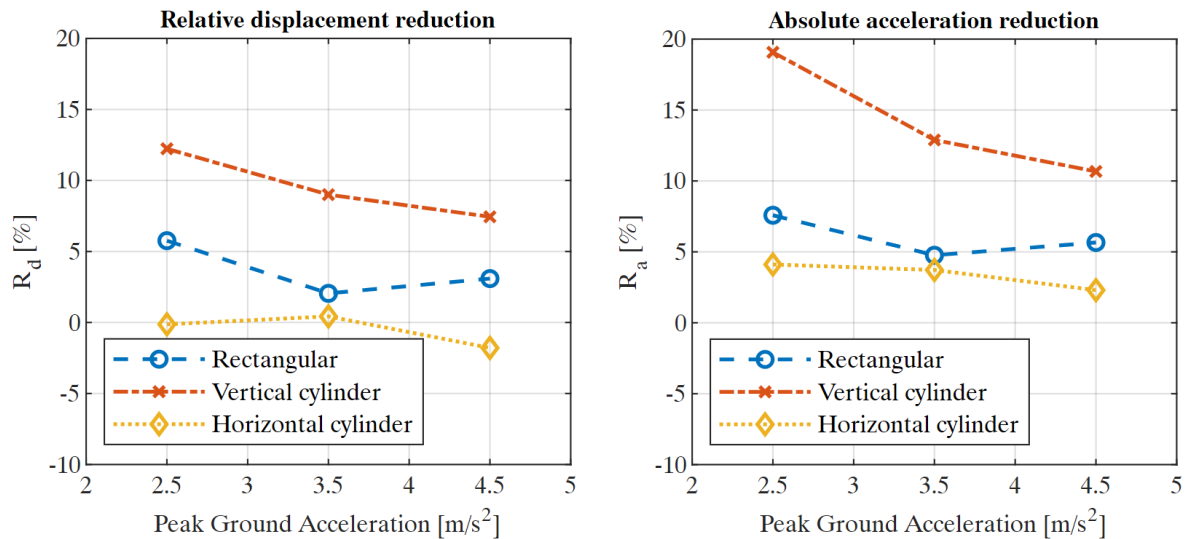 Relative displacement reduction
20
15
10
5
0
-5
-10
2
2.5
3
3.5
4
4.5
5
R_d [%]
Peak Ground Acceleration [m/s²]
Rectangular
Vertical cylinder
Horizontal cylinder
Absolute acceleration reduction
20
15
10
5
0
-5
-10
2
2.5
3
3.5
4
4.5
5
R_a [%]
Peak Ground Acceleration [m/s²]
Rectangular
Vertical cylinder
Horizontal cylinder